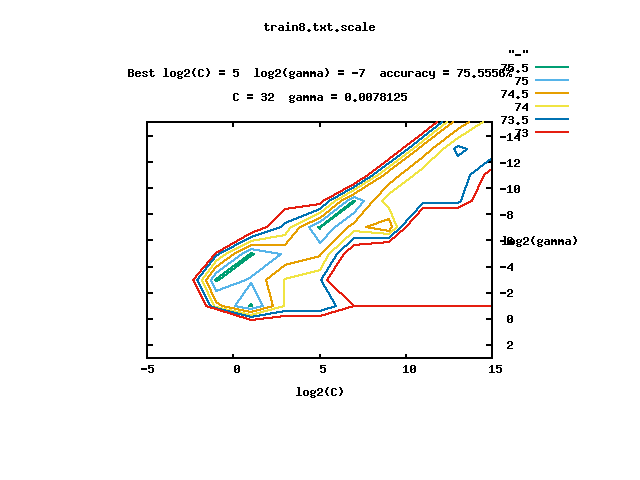 train8.txt.scale
"-"
Best log2(C) = 5  log2(gamma) = -7  accuracy = 75.5556%
75.5
75
C = 32  gamma = 0.0078125
74.5
74
73.5
73
-14
-12
-10
-8
-6
log2(gamma)
-4
-2
0
2
-5 0 5 10 15
log2(C)